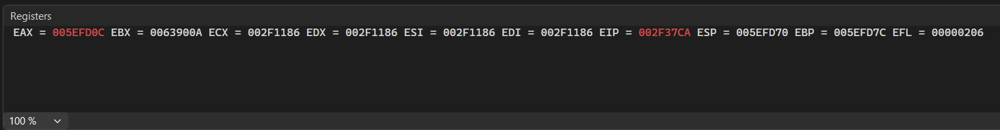 Registers
EAX = 005EFD0C EBX = 0063900A ECX = 002F1186 EDX = 002F1186 ESI = 002F1186 EDI = 002F1186 EIP = 002F37CA ESP = 005EFD70 EBP = 005EFD7C EFL = 00000206
100 %